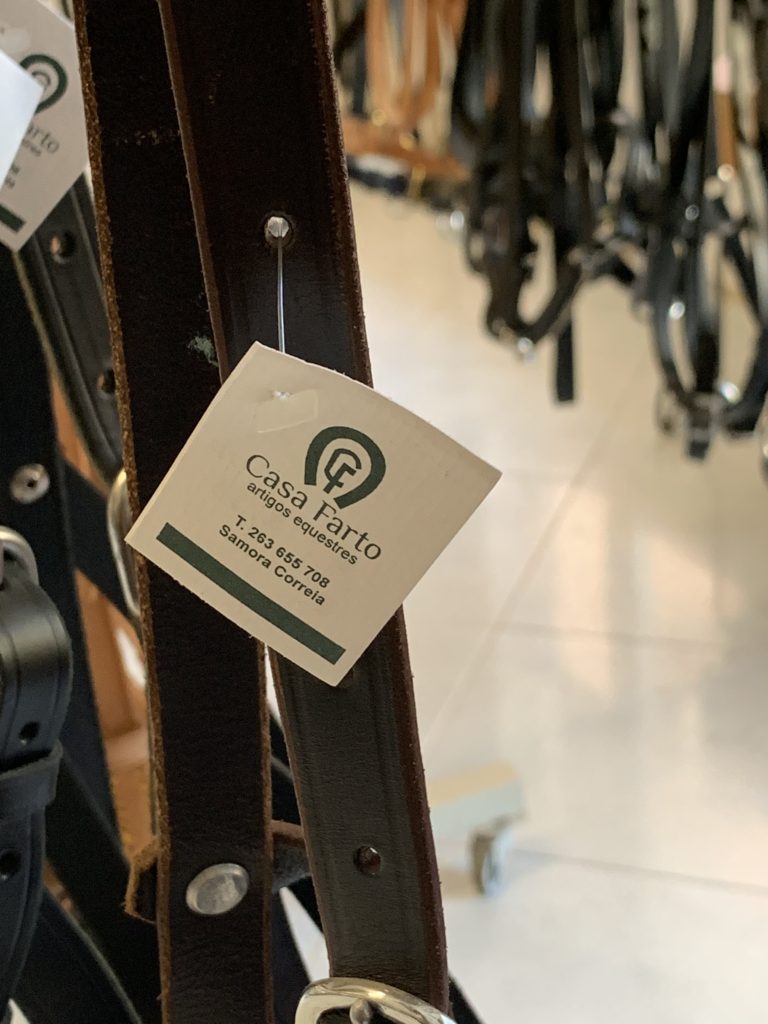 CF
Casa Farto
artigos equestres
T. 263 655 708
Samora Correia